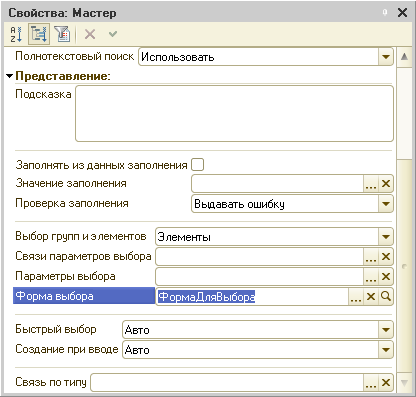 Свойства: Мастер
Полнотекстовый поиск Использовать
Представление:
Подсказка
Заполнять из данных заполнения
Значение заполнения ...
Проверка заполнения Выдавать ошибку
Выбор групп и элементов Элементы
Связи параметров выбора ...
Параметры выбора ...
Форма выбора ФормаДляВыбора ...
Быстрый выбор Авто
Создание при вводе Авто
Связь по типу ...